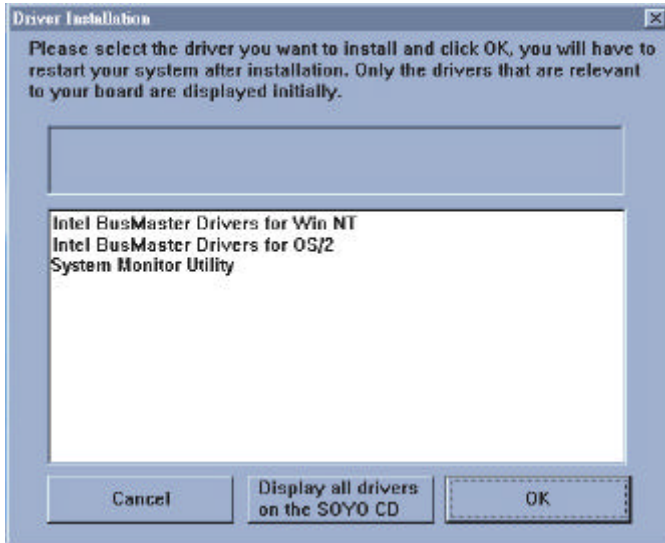 Driver Installation
Please select the driver you want to install and click OK, you will have to
restart your system after installation. Only the drivers that are relevant
to your board are displayed initially.
Intel BusMaster Drivers for Win NT
Intel BusMaster Drivers for OS/2
System Monitor Utility
Cancel
Display all drivers
on the SOYO CD
OK